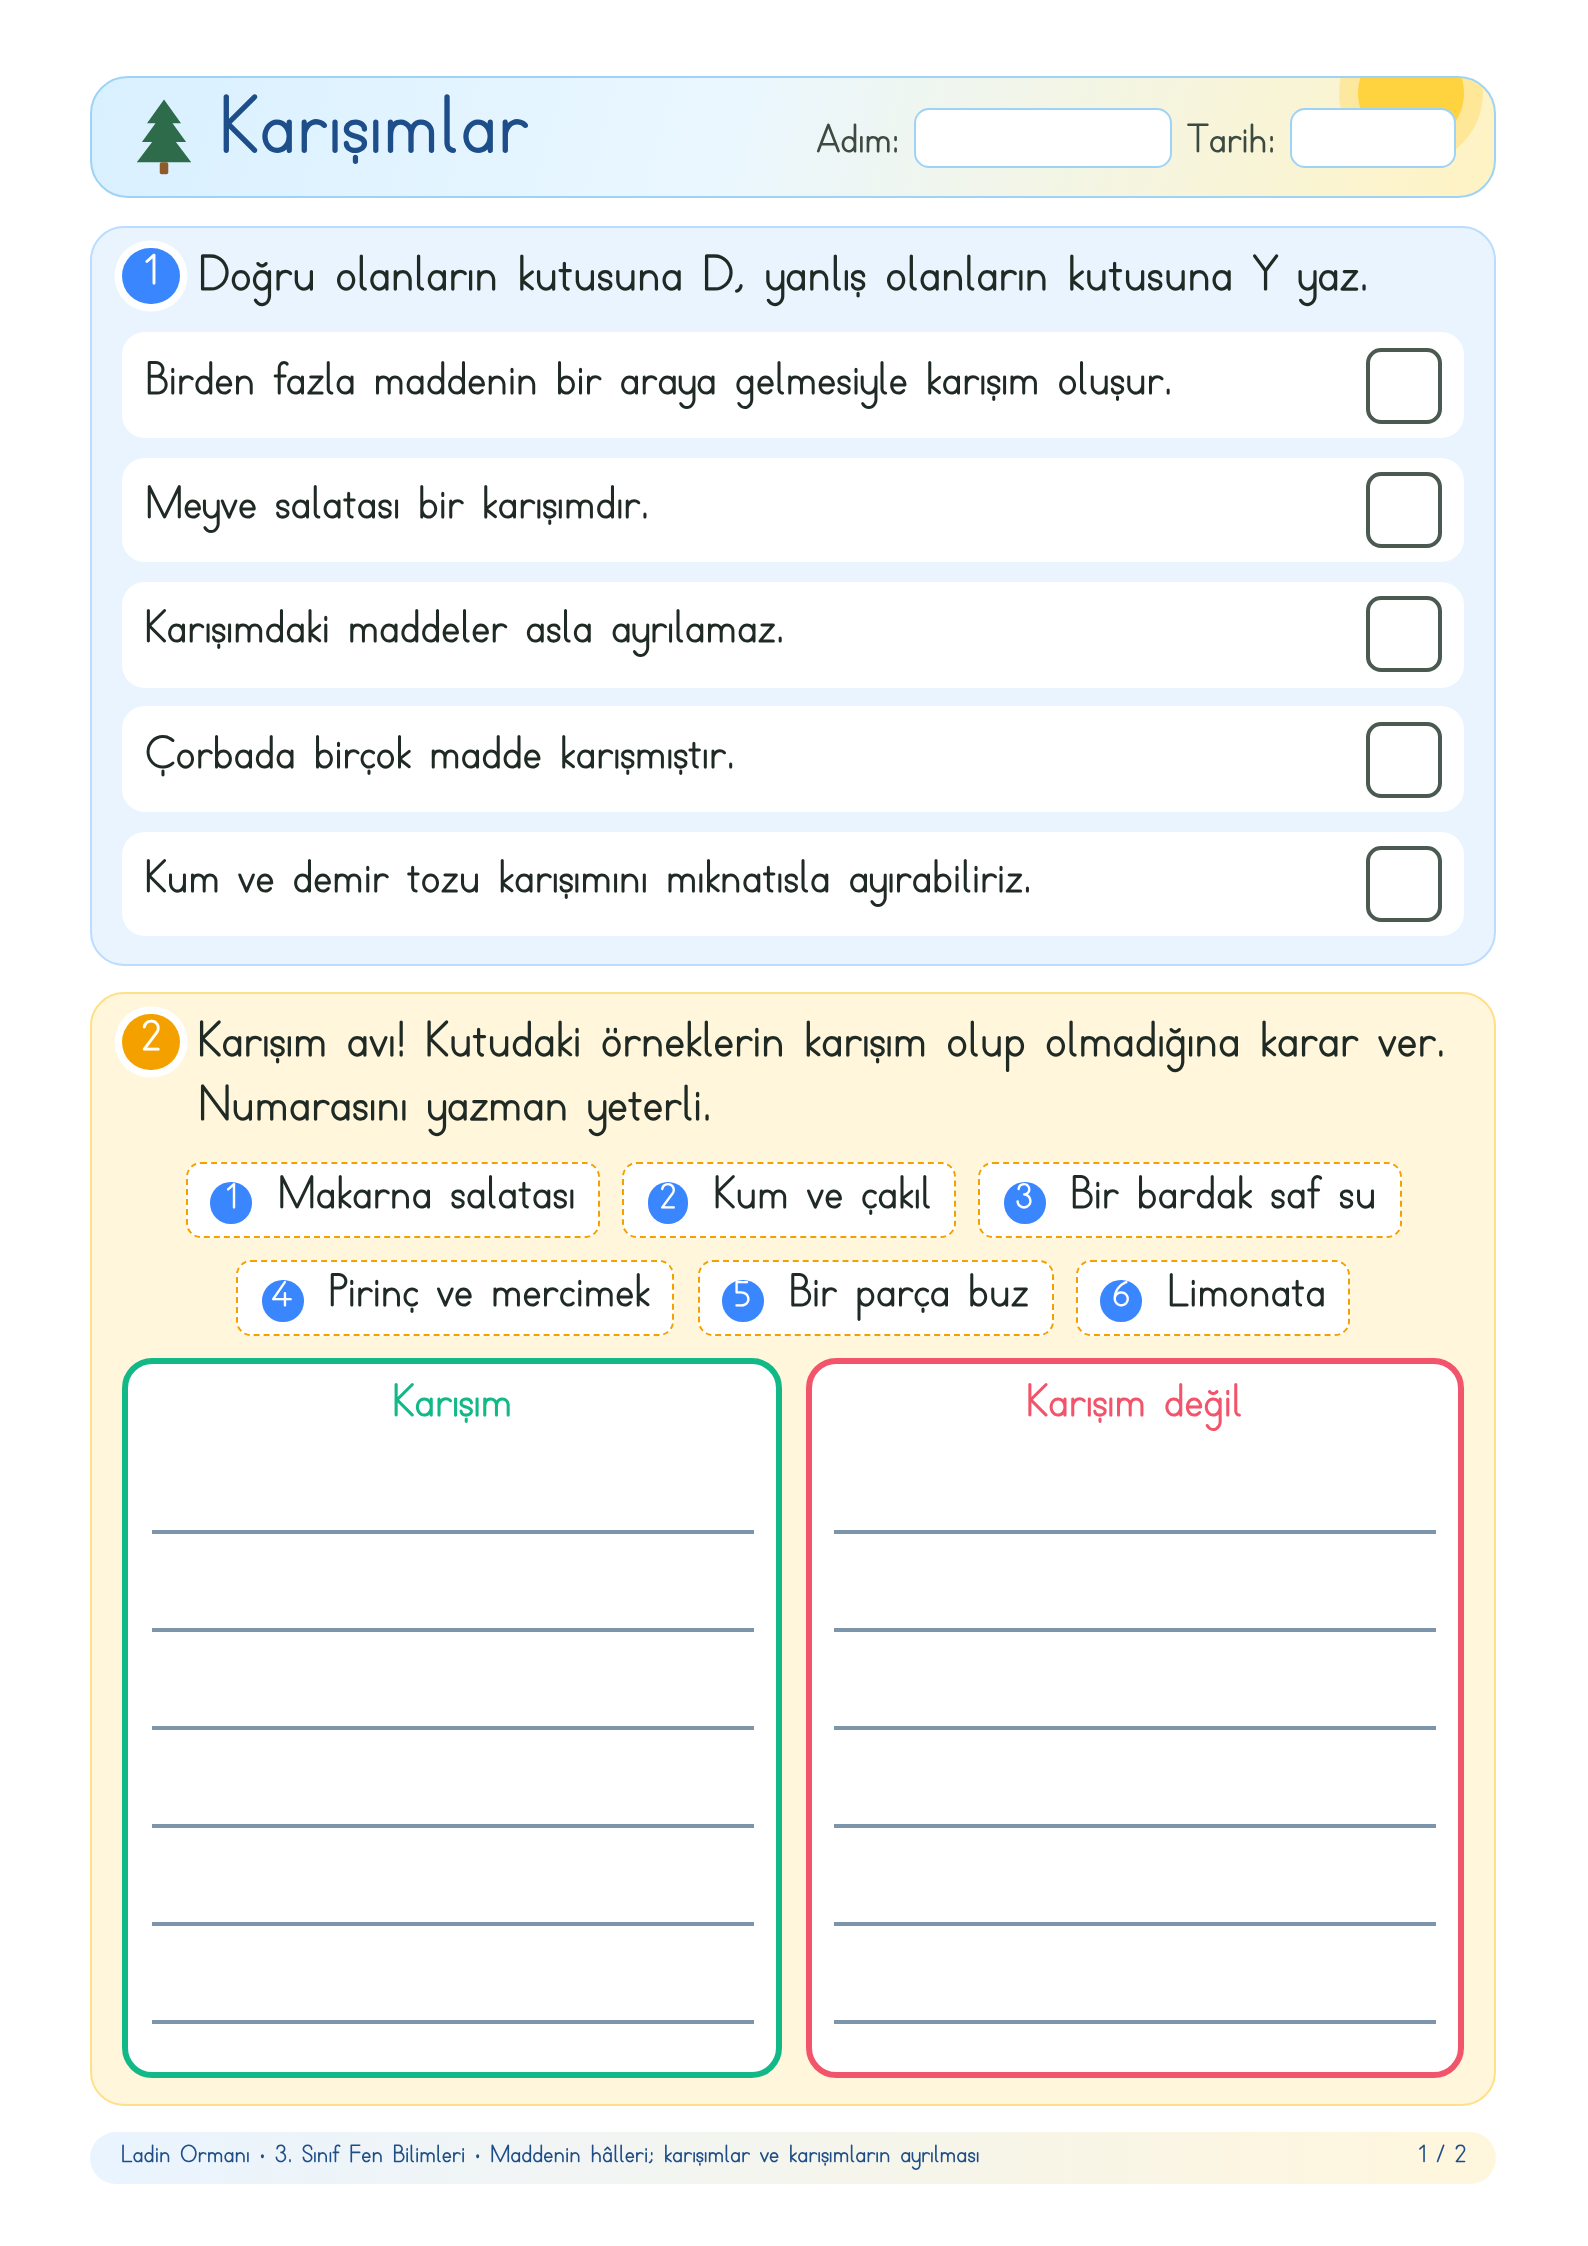 Karışımlar
Adım:
Tarih:
1 Doğru olanların kutusuna D, yanlış olanların kutusuna Y yaz.
Birden fazla maddenin bir araya gelmesiyle karışım oluşur.
Meyve salatası bir karışımdır.
Karışımdaki maddeler asla ayrılamaz.
Çorbada birçok madde karışmıştır.
Kum ve demir tozu karışımını mıknatısla ayırabiliriz.
2 Karışım avı! Kutudaki örneklerin karışım olup olmadığına karar ver.
Numarasını yazman yeterli.
1 Makarna salatası
2 Kum ve çakıl
3 Bir bardak saf su
4 Pirinç ve mercimek
5 Bir parça buz
6 Limonata
Karışım
Karışım değil
Ladin Ormanı • 3. Sınıf Fen Bilimleri • Maddenin hâlleri; karışımlar ve karışımların ayrılması
1 / 2